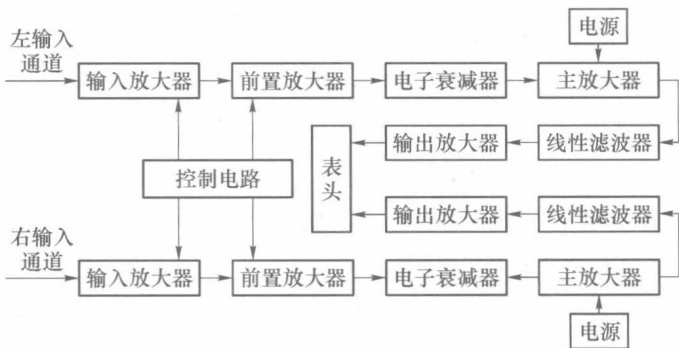 电源
左输入
通道
输入放大器
前置放大器
电子衰减器
主放大器
表头
输出放大器
线性滤波器
控制电路
输出放大器
线性滤波器
右输入
通道
输入放大器
前置放大器
电子衰减器
主放大器
电源